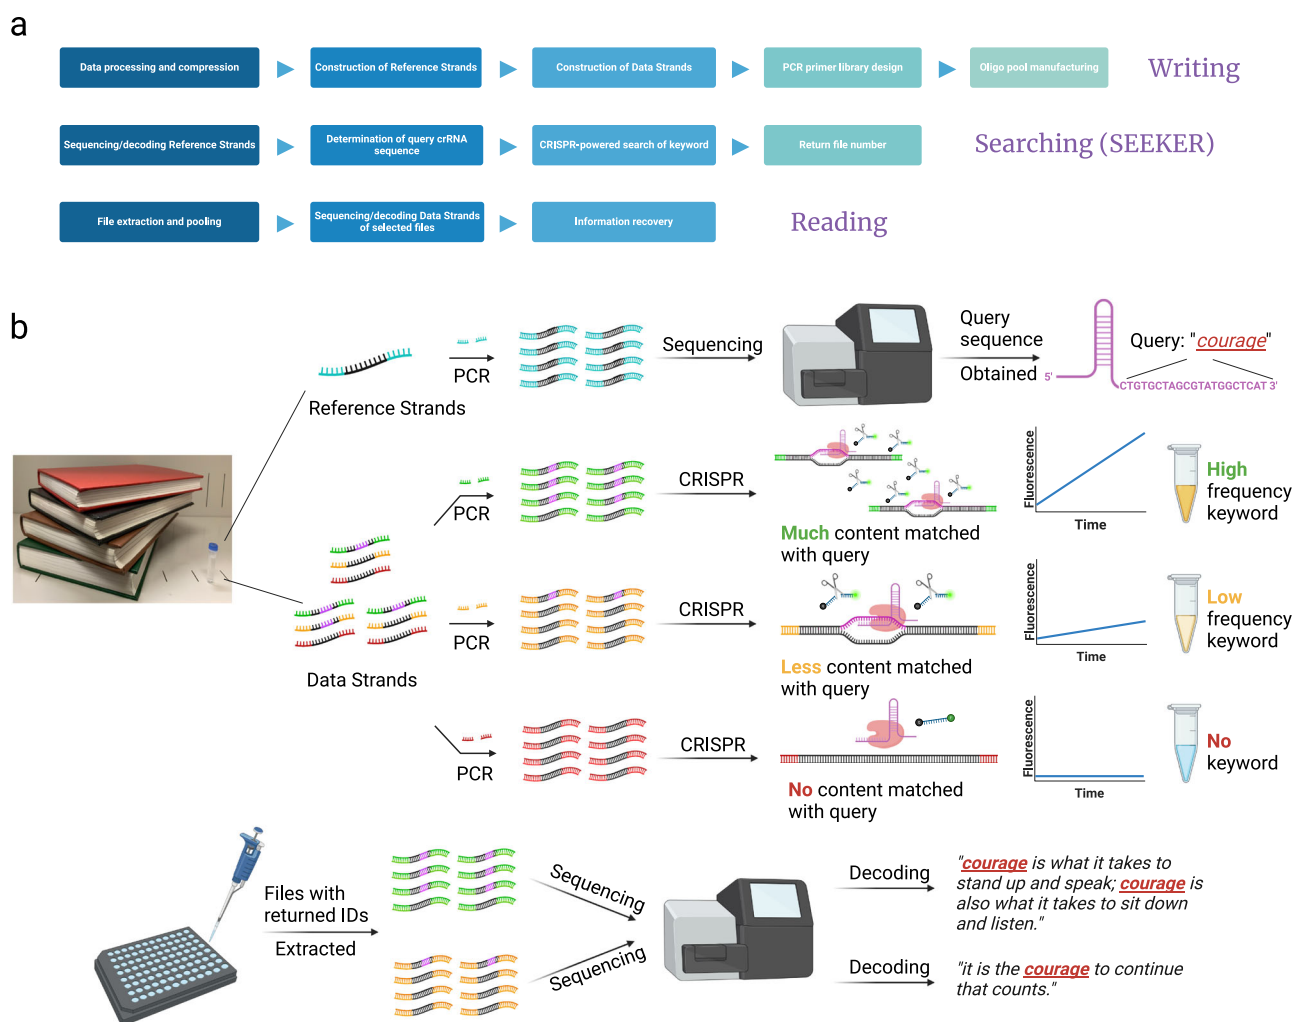 a
Data processing and compression
Construction of Reference Strands
Construction of Data Strands
PCR primer library design
Oligo pool manufacturing
Writing
Sequencing/decoding Reference Strands
Determination of query crRNA
sequence
CRISPR-powered search of keyword
Return file number
Searching (SEEKER)
File extraction and pooling
Sequencing/decoding Data Strands
of selected files
Information recovery
Reading
b
Reference Strands
PCR
Sequencing
Query
sequence
Obtained
Query: "courage"
5'
CTGTGCTAGCGTATGGCTCAT 3'
Data Strands
PCR
CRISPR
Much content matched
with query
Fluorescence
Time
High
frequency
keyword
PCR
CRISPR
Less content matched
with query
Fluorescence
Time
Low
frequency
keyword
PCR
CRISPR
No content matched
with query
Fluorescence
Time
No
keyword
Files with
returned IDs
Extracted
Sequencing
Sequencing
Decoding
"courage is what it takes to
stand up and speak; courage is
also what it takes to sit down
and listen."
Decoding
"it is the courage to continue
that counts."